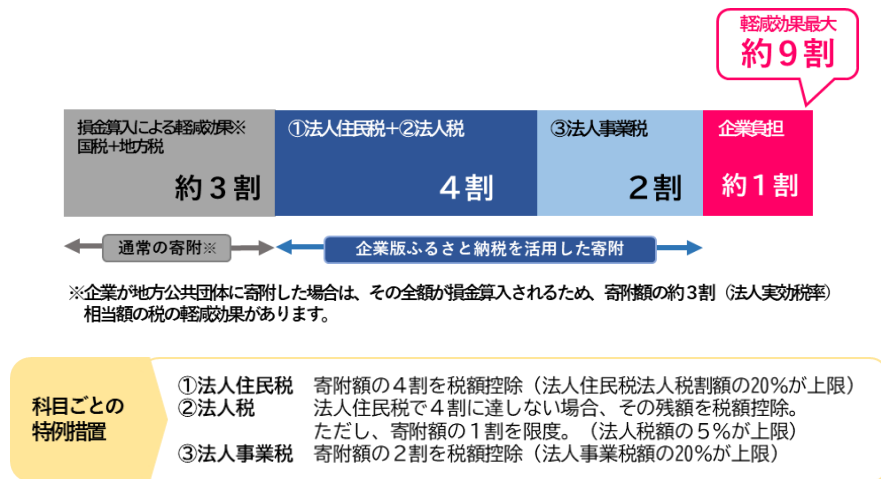 軽減効果最大
約9割
損金算入による軽減効果※
国税+地方税
約3割
①法人住民税+②法人税
4割
③法人事業税
2割
企業負担
約1割
通常の寄附※
企業版ふるさと納税を活用した寄附
※企業が地方公共団体に寄附した場合は、その全額が損金算入されるため、寄附額の約3割（法人実効税率）
相当額の税の軽減効果があります。
科目ごとの
特例措置
①法人住民税 寄附額の4割を税額控除（法人住民税法人税割額の20%が上限）
②法人税 法人住民税で4割に達しない場合、その残額を税額控除。
ただし、寄附額の1割を限度。（法人税額の5%が上限）
③法人事業税 寄附額の2割を税額控除（法人事業税額の20%が上限）